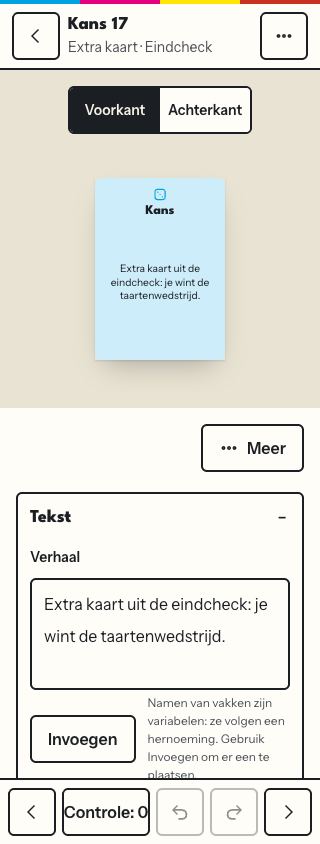 Kans 17
Extra kaart · Eindcheck
Voorkant
Achterkant
Kans
Extra kaart uit de
eindcheck: je wint de
taartenwedstrijd.
Meer
Tekst
Verhaal
Extra kaart uit de eindcheck: je
wint de taartenwedstrijd.
Invoegen
Namen van vakken zijn
variabelen: ze volgen een
hernoeming. Gebruik
Invoegen om er een te
plaatsen.
Controle: 0